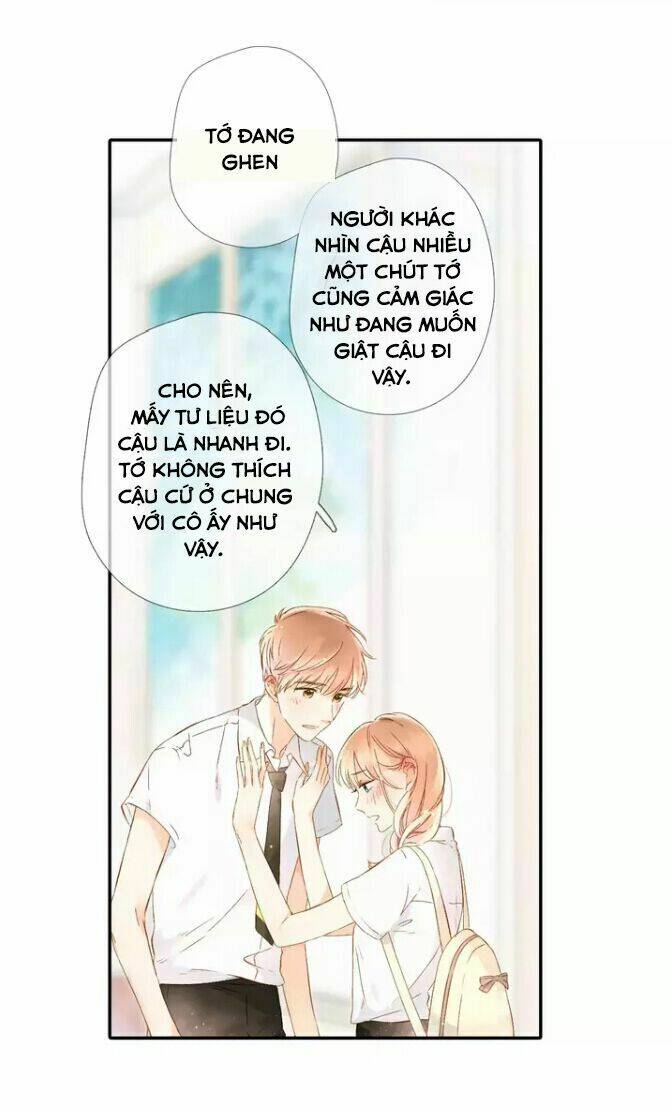 TỚ ĐANG
GHEN
NGƯỜI KHÁC
NHÌN CẬU NHIỀU
MỘT CHÚT TỚ
CŨNG CẢM GIÁC
NHƯ ĐANG MUỐN
GIẬT CẬU ĐI
VẬY.
CHO NÊN,
MẤY TƯ LIỆU ĐÓ
CẬU LÀ NHANH ĐI.
TỚ KHÔNG THÍCH
CẬU CỨ Ở CHUNG
VỚI CÔ ẤY NHƯ
VẬY.